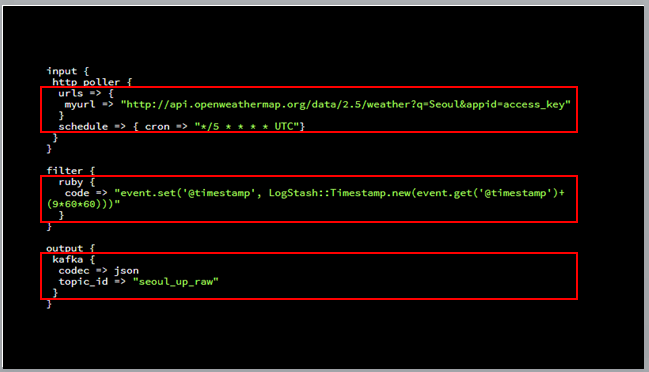 input {
http_poller {
urls => {
myurl => "http://api.openweathermap.org/data/2.5/weather?q=Seoul&appid=access_key"
}
schedule => { cron => "*/5 * * * * UTC"}
}
}
filter {
ruby {
code => "event.set('@timestamp', LogStash::Timestamp.new(event.get('@timestamp')+
(9*60*60)))"
}
}
output {
kafka {
codec => json
topic_id => "seoul_up_raw"
}
}